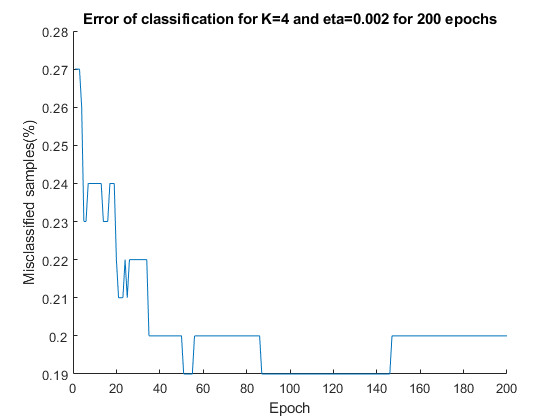 Error of classification for K=4 and eta=0.002 for 200 epochs
0.28
0.27
0.26
0.25
0.24
0.23
0.22
0.21
0.2
0.19
Misclassified samples(%)
0 20 40 60 80 100 120 140 160 180 200
Epoch